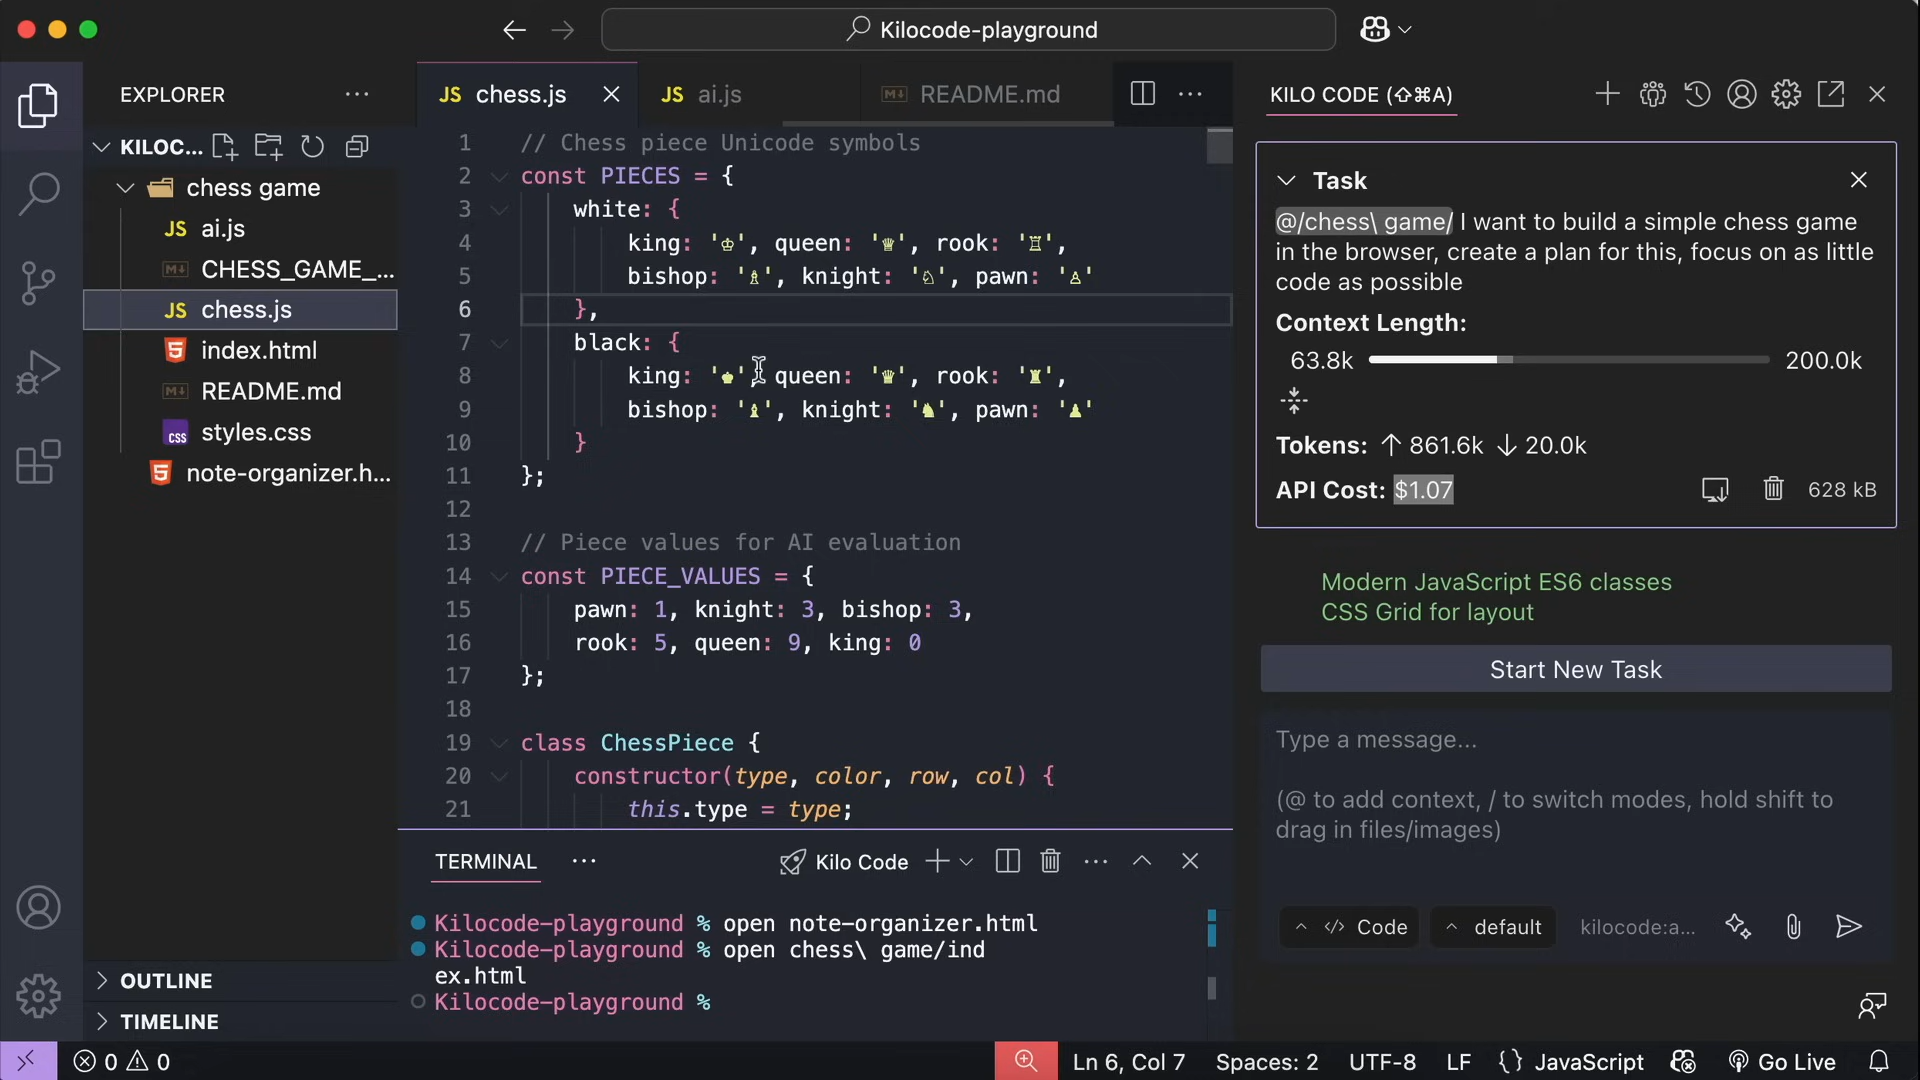 Kilocode-playground
EXPLORER
KILOC...
chess game
JS ai.js
CHESS_GAME_...
JS chess.js
index.html
README.md
styles.css
note-organizer.h...
OUTLINE
TIMELINE
JS chess.js
JS ai.js
README.md
1 // Chess piece Unicode symbols
2 const PIECES = {
3 white: {
4 king: '♔', queen: '♕', rook: '♖',
5 bishop: '♗', knight: '♘', pawn: '♙'
6 },
7 black: {
8 king: '♚', queen: '♛', rook: '♜',
9 bishop: '♝', knight: '♞', pawn: '♟'
10 }
11 };
12
13 // Piece values for AI evaluation
14 const PIECE_VALUES = {
15 pawn: 1, knight: 3, bishop: 3,
16 rook: 5, queen: 9, king: 0
17 };
18
19 class ChessPiece {
20 constructor(type, color, row, col) {
21 this.type = type;
TERMINAL
Kilo Code
Kilocode-playground % open note-organizer.html
Kilocode-playground % open chess\ game/ind
ex.html
Kilocode-playground %
KILO CODE (⇧⌘A)
Task
@/chess\ game/ I want to build a simple chess game
in the browser, create a plan for this, focus on as little
code as possible
Context Length:
63.8k 200.0k
Tokens: ↑ 861.6k ↓ 20.0k
API Cost: $1.07 628 kB
Modern JavaScript ES6 classes
CSS Grid for layout
Start New Task
Type a message...
(@ to add context, / to switch modes, hold shift to
drag in files/images)
</> Code
default
kilocode:a...
0 0
Ln 6, Col 7 Spaces: 2 UTF-8 LF {} JavaScript Go Live